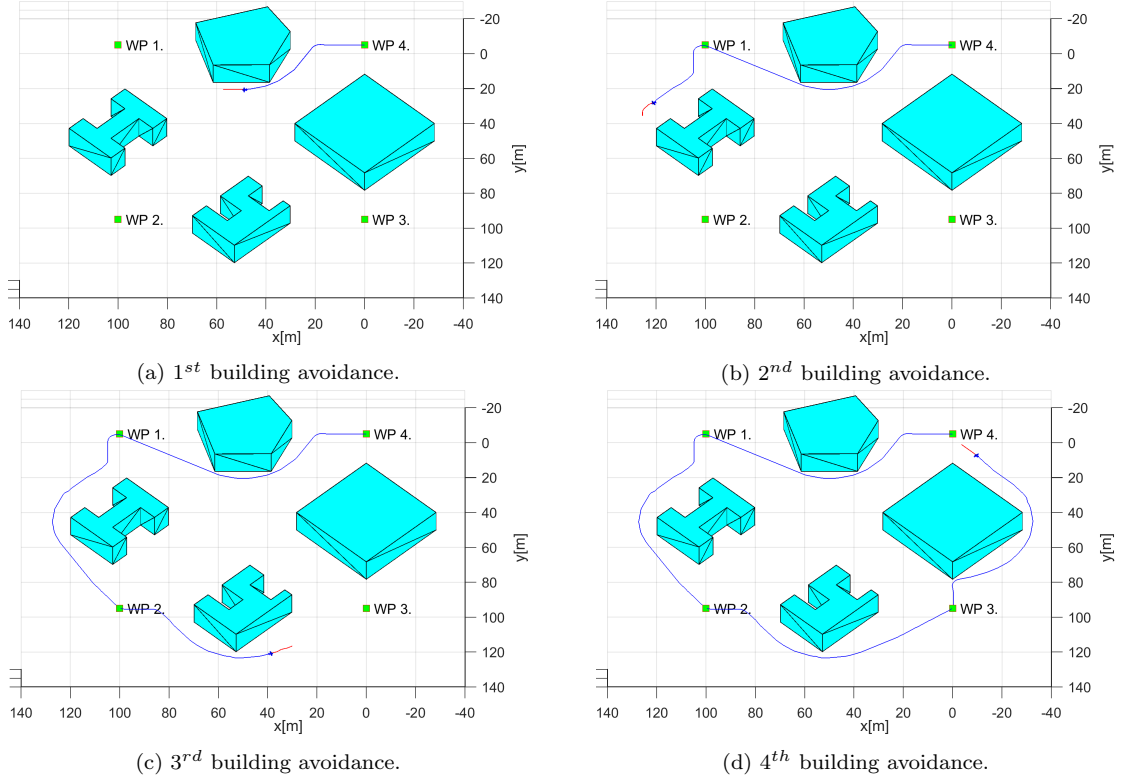 WP 1.
WP 4.
WP 2.
WP 3.
-20
0
20
40
60
80
100
120
140
y[m]
140 120 100 80 60 40 20 0 -20 -40
x[m]
(a) 1st building avoidance.
WP 1.
WP 4.
WP 2.
WP 3.
-20
0
20
40
60
80
100
120
140
y[m]
140 120 100 80 60 40 20 0 -20 -40
x[m]
(b) 2nd building avoidance.
WP 1.
WP 4.
WP 2.
WP 3.
-20
0
20
40
60
80
100
120
140
y[m]
140 120 100 80 60 40 20 0 -20 -40
x[m]
(c) 3rd building avoidance.
WP 1.
WP 4.
WP 2.
WP 3.
-20
0
20
40
60
80
100
120
140
y[m]
140 120 100 80 60 40 20 0 -20 -40
x[m]
(d) 4th building avoidance.